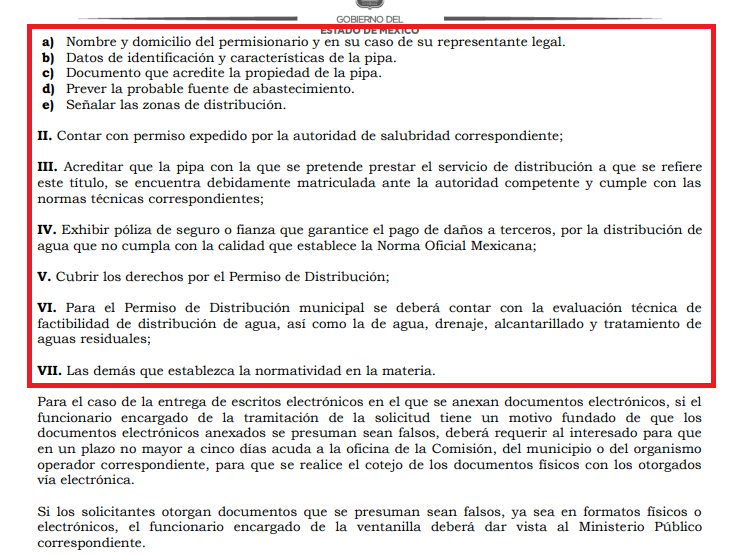 GOBIERNO DEL
ESTADO DE MÉXICO
a) Nombre y domicilio del permisionario y en su caso de su representante legal.
b) Datos de identificación y características de la pipa.
c) Documento que acredite la propiedad de la pipa.
d) Prever la probable fuente de abastecimiento.
e) Señalar las zonas de distribución.
II. Contar con permiso expedido por la autoridad de salubridad correspondiente;
III. Acreditar que la pipa con la que se pretende prestar el servicio de distribución a que se refiere
este título, se encuentra debidamente matriculada ante la autoridad competente y cumple con las
normas técnicas correspondientes;
IV. Exhibir póliza de seguro o fianza que garantice el pago de daños a terceros, por la distribución de
agua que no cumpla con la calidad que establece la Norma Oficial Mexicana;
V. Cubrir los derechos por el Permiso de Distribución;
VI. Para el Permiso de Distribución municipal se deberá contar con la evaluación técnica de
factibilidad de distribución de agua, así como la de agua, drenaje, alcantarillado y tratamiento de
aguas residuales;
VII. Las demás que establezca la normatividad en la materia.
Para el caso de la entrega de escritos electrónicos en el que se anexan documentos electrónicos, si el
funcionario encargado de la tramitación de la solicitud tiene un motivo fundado de que los
documentos electrónicos anexados se presuman sean falsos, deberá requerir al interesado para que
en un plazo no mayor a cinco días acuda a la oficina de la Comisión, del municipio o del organismo
operador correspondiente, para que se realice el cotejo de los documentos físicos con los otorgados
vía electrónica.
Si los solicitantes otorgan documentos que se presuman sean falsos, ya sea en formatos físicos o
electrónicos, el funcionario encargado de la ventanilla deberá dar vista al Ministerio Público
correspondiente.